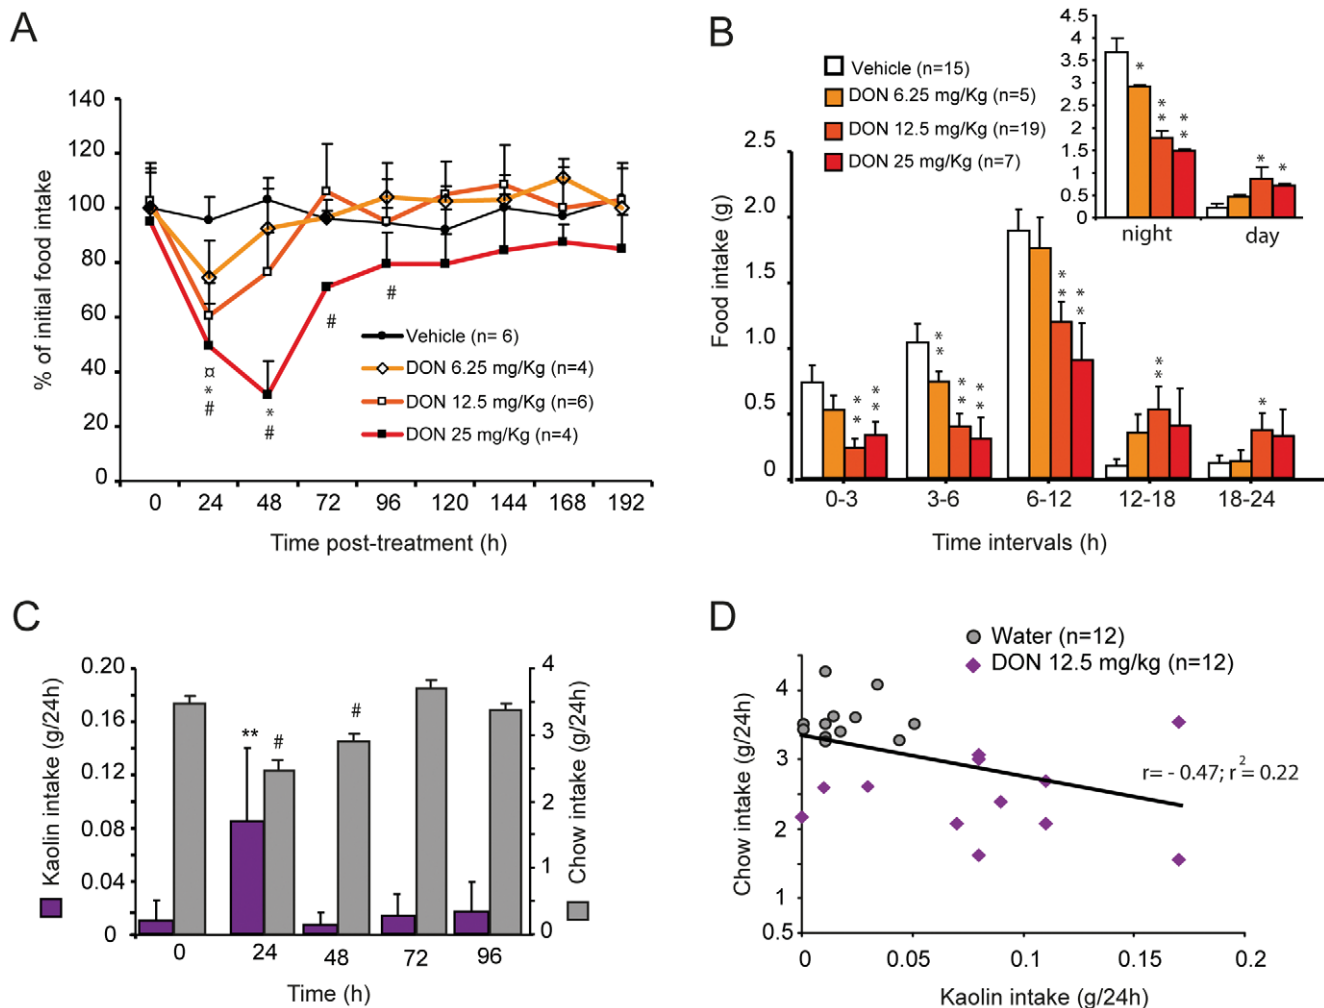 A
% of initial food intake
140
120
100
80
60
40
20
0
¤
*
#
*
#
#
#
Vehicle (n= 6)
DON 6.25 mg/Kg (n=4)
DON 12.5 mg/Kg (n=6)
DON 25 mg/Kg (n=4)
0 24 48 72 96 120 144 168 192
Time post-treatment (h)
B
Vehicle (n=15)
DON 6.25 mg/Kg (n=5)
DON 12.5 mg/Kg (n=19)
DON 25 mg/Kg (n=7)
Food intake (g)
2.5
2.0
1.0
0.5
0
** ** ** ** ** ** ** ** *
0-3 3-6 6-12 12-18 18-24
Time intervals (h)
4.5
4
3.5
3
2.5
2
1.5
0.5
0
* ** ** * *
night day
C
Kaolin intake (g/24h)
0.20
0.16
0.12
0.08
0.04
0
** # #
4
3
2
1
0
Chow intake (g/24h)
0 24 48 72 96
Time (h)
D
Water (n=12)
DON 12.5 mg/kg (n=12)
Chow intake (g/24h)
4
3
2
1
0.5
r= - 0.47; r² = 0.22
0 0.05 0.1 0.15 0.2
Kaolin intake (g/24h)